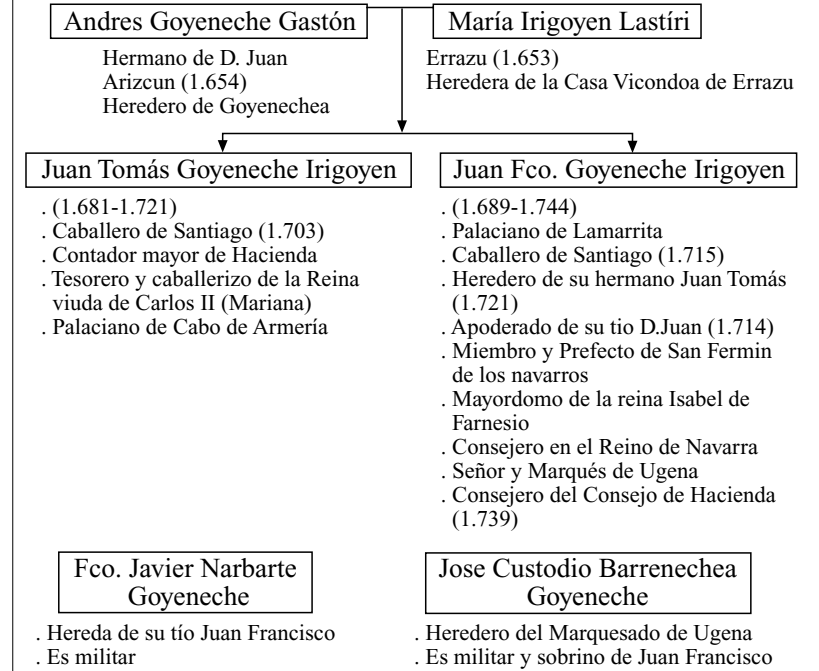 Andres Goyeneche Gastón
María Irigoyen Lastíri
Hermano de D. Juan
Arizcun (1.654)
Heredero de Goyenechea
Errazu (1.653)
Heredera de la Casa Vicondoa de Errazu
Juan Tomás Goyeneche Irigoyen
. (1.681-1.721)
. Caballero de Santiago (1.703)
. Contador mayor de Hacienda
. Tesorero y caballerizo de la Reina
viuda de Carlos II (Mariana)
. Palaciano de Cabo de Armería
Juan Fco. Goyeneche Irigoyen
. (1.689-1.744)
. Palaciano de Lamarrita
. Caballero de Santiago (1.715)
. Heredero de su hermano Juan Tomás
(1.721)
. Apoderado de su tio D.Juan (1.714)
. Miembro y Prefecto de San Fermin
de los navarros
. Mayordomo de la reina Isabel de
Farnesio
. Consejero en el Reino de Navarra
. Señor y Marqués de Ugena
. Consejero del Consejo de Hacienda
(1.739)
Fco. Javier Narbarte
Goyeneche
. Hereda de su tío Juan Francisco
. Es militar
Jose Custodio Barrenechea
Goyeneche
. Heredero del Marquesado de Ugena
. Es militar y sobrino de Juan Francisco